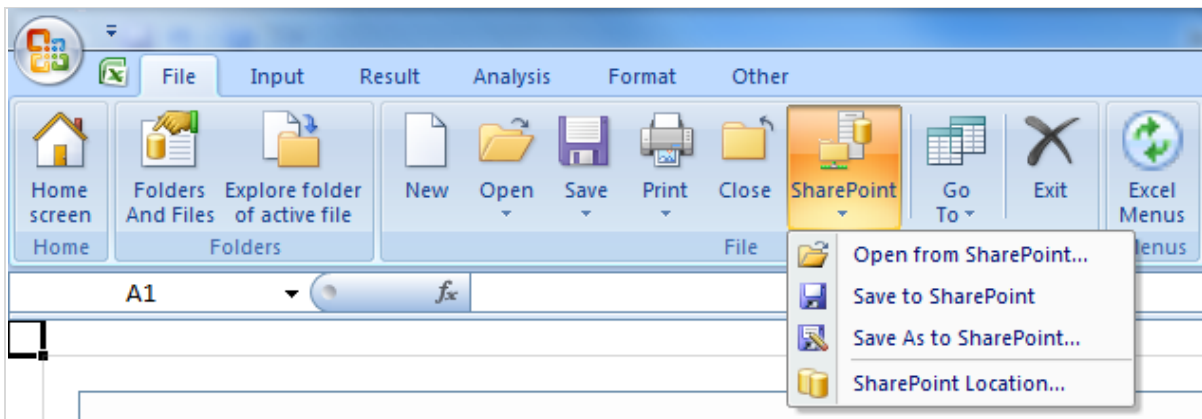 File Input Result Analysis Format Other
Home Folders Explore folder New Open Save Print Close SharePoint Go Exit Excel
screen And Files of active file To Menus
Home Folders File enus
Open from SharePoint...
A1 fx
Save to SharePoint
Save As to SharePoint...
SharePoint Location...